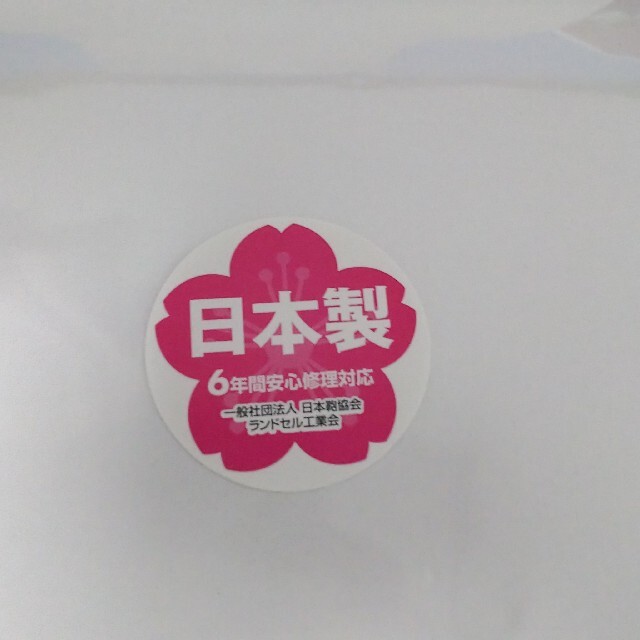 日本製
6年間安心修理対応
一般社団法人 日本鞄協会
ランドセル工業会